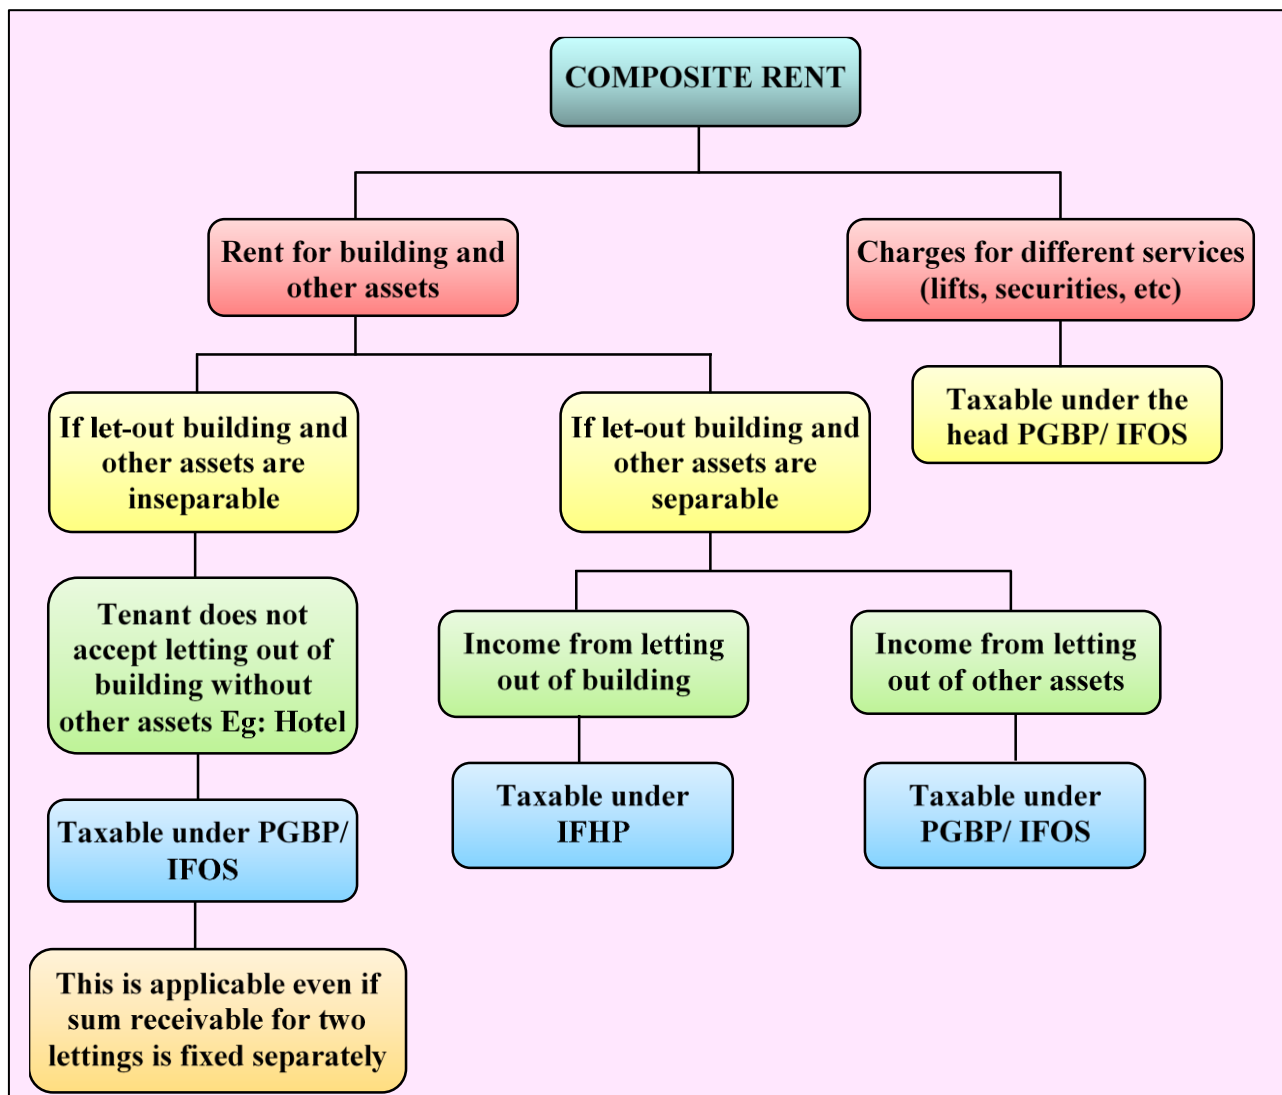 COMPOSITE RENT
Rent for building and
other assets
Charges for different services
(lifts, securities, etc)
If let-out building and
other assets are
inseparable
If let-out building and
other assets are
separable
Taxable under the
head PGBP/ IFOS
Tenant does not
accept letting out of
building without
other assets Eg: Hotel
Income from letting
out of building
Income from letting
out of other assets
Taxable under PGBP/
IFOS
Taxable under
IFHP
Taxable under
PGBP/ IFOS
This is applicable even if
sum receivable for two
lettings is fixed separately